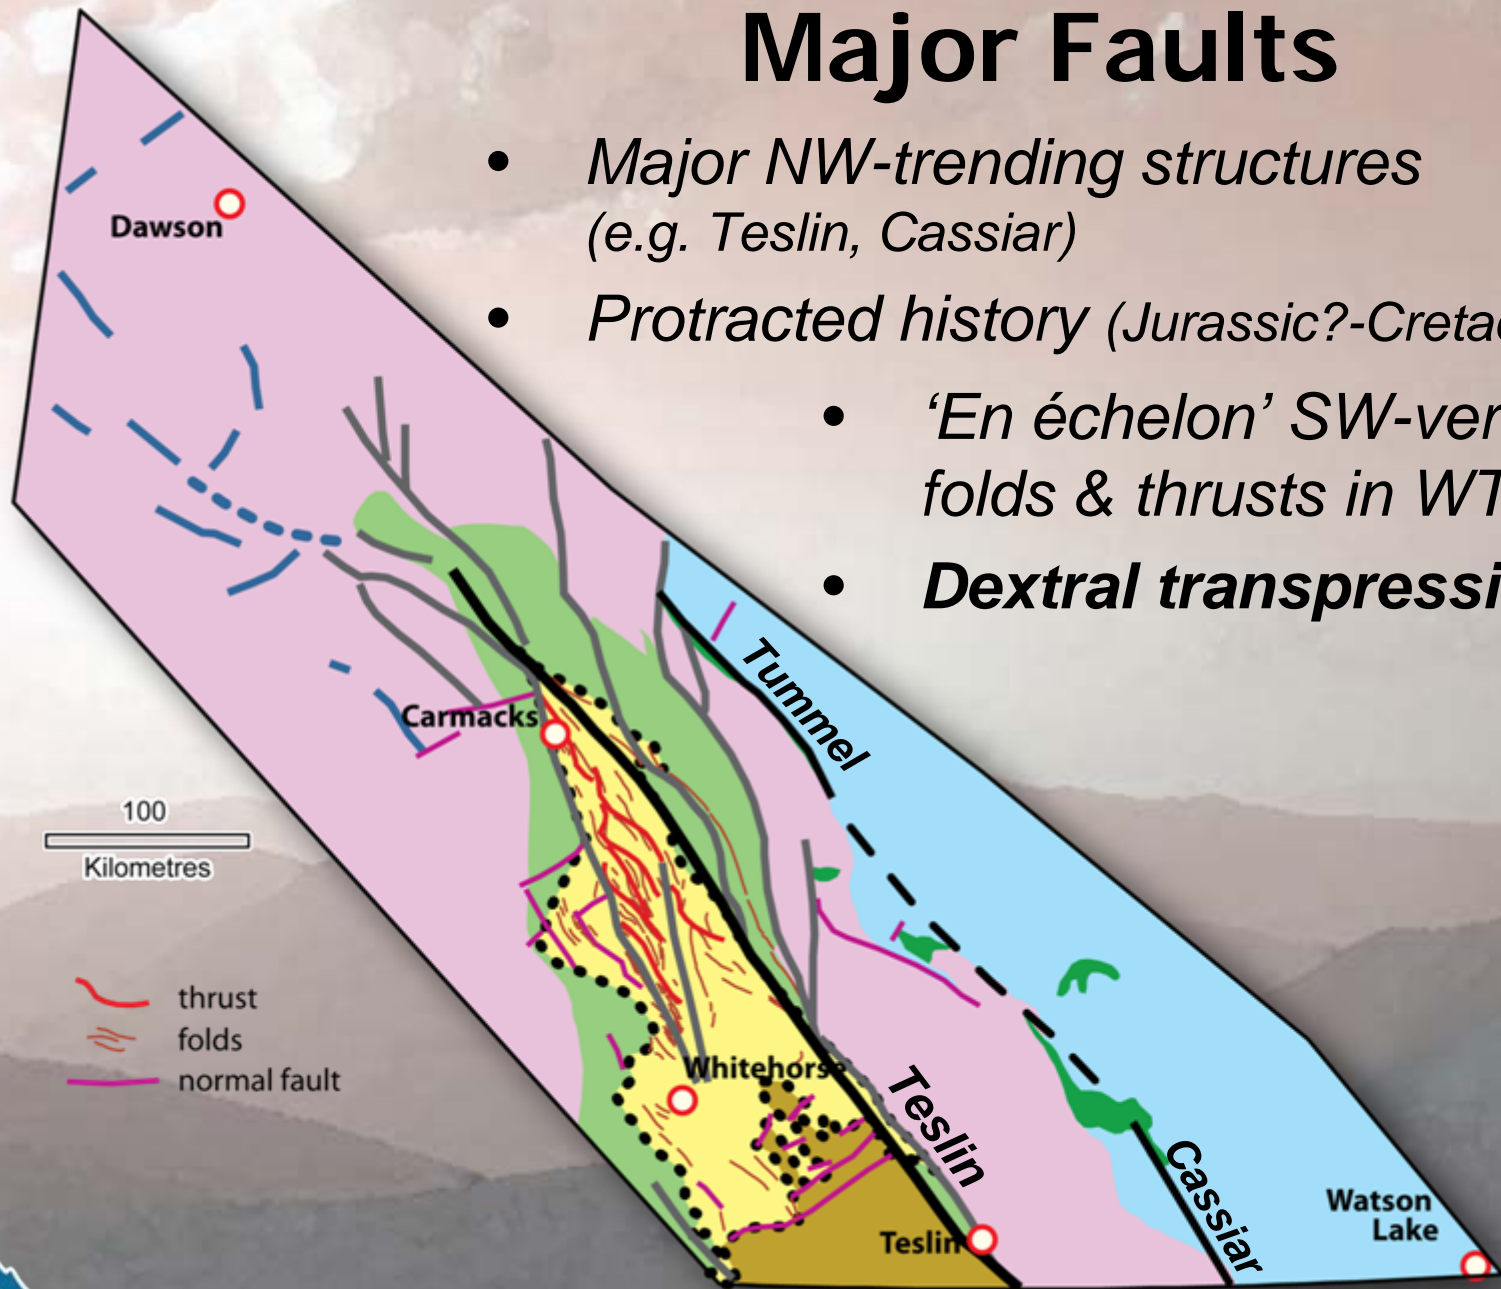 Major Faults
• Major NW-trending structures
(e.g. Teslin, Cassiar)
• Protracted history (Jurassic?-Cretac
• ‘En échelon’ SW-ver
folds & thrusts in WT
• Dextral transpressi
Dawson
Tummel
Carmacks
100
Kilometres
thrust
folds
normal fault
Whitehorse
Teslin
Cassiar
Watson
Lake
Teslin